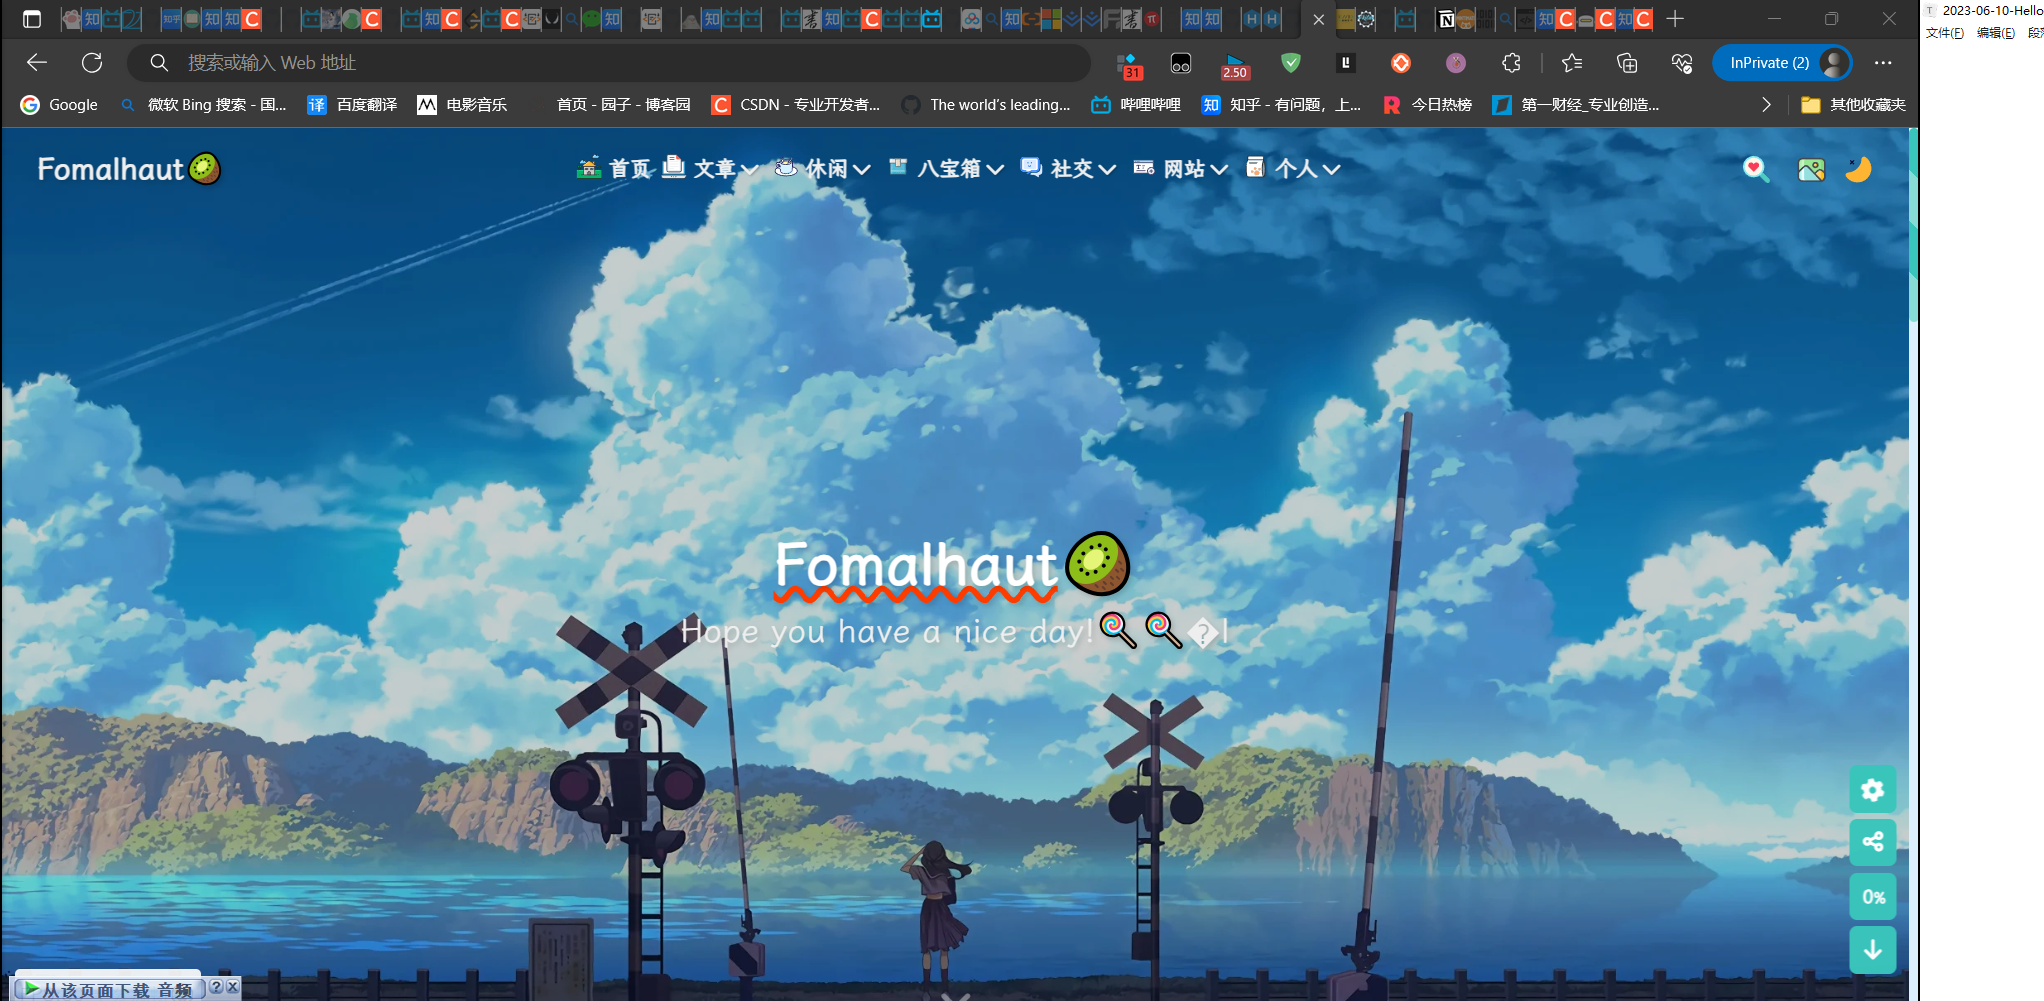 2023-06-10-Hello
文件(F) 编辑(E) 段
搜索或输入 Web 地址
31
2.50
InPrivate (2)
Google 微软 Bing 搜索 - 国... 百度翻译 电影音乐 首页 - 园子 - 博客园 CSDN - 专业开发者... The world's leading... 哔哩哔哩 知乎 - 有问题，上... 今日热榜 第一财经_专业创造... 其他收藏夹
Fomalhaut 首页 文章 休闲 八宝箱 社交 网站 个人
Fomalhaut
Hope you have a nice day!🍭🍭�|
0%
从该页面下载 音频 ? x